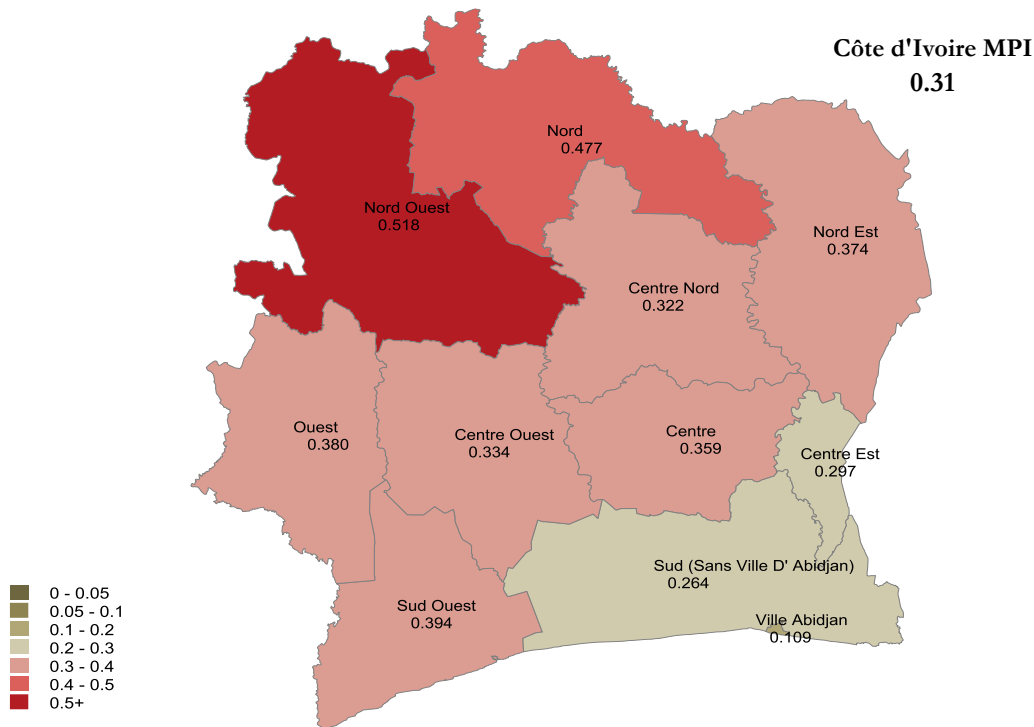 Côte d'Ivoire MPI
0.31
Nord
0.477
Nord Ouest
0.518
Nord Est
0.374
Centre Nord
0.322
Ouest
0.380
Centre Ouest
0.334
Centre
0.359
Centre Est
0.297
Sud (Sans Ville D' Abidjan)
0.264
Sud Ouest
0.394
Ville Abidjan
0.109
0 - 0.05
0.05 - 0.1
0.1 - 0.2
0.2 - 0.3
0.3 - 0.4
0.4 - 0.5
0.5+